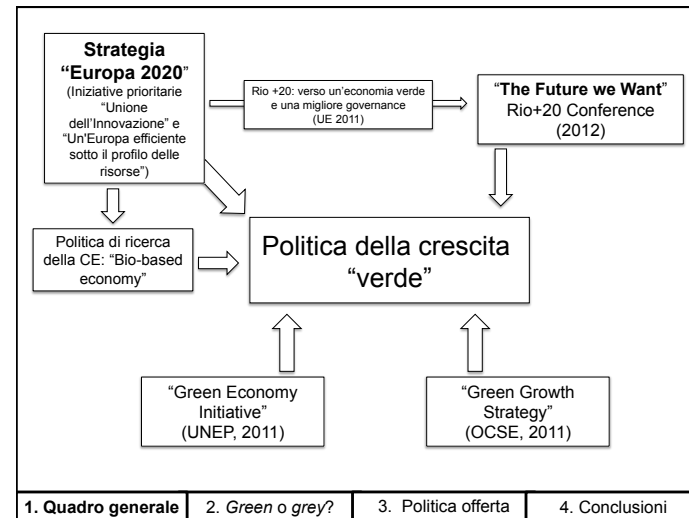 Strategia
“Europa 2020”
(Iniziative prioritarie
“Unione
dell’Innovazione” e
“Un'Europa efficiente
sotto il profilo delle
risorse”)
Rio +20: verso un’economia verde
e una migliore governance
(UE 2011)
“The Future we Want”
Rio+20 Conference
(2012)
Politica di ricerca
della CE: “Bio-based
economy”
Politica della crescita
“verde”
“Green Economy
Initiative”
(UNEP, 2011)
“Green Growth
Strategy”
(OCSE, 2011)
1. Quadro generale
2. Green o grey?
3. Politica offerta
4. Conclusioni